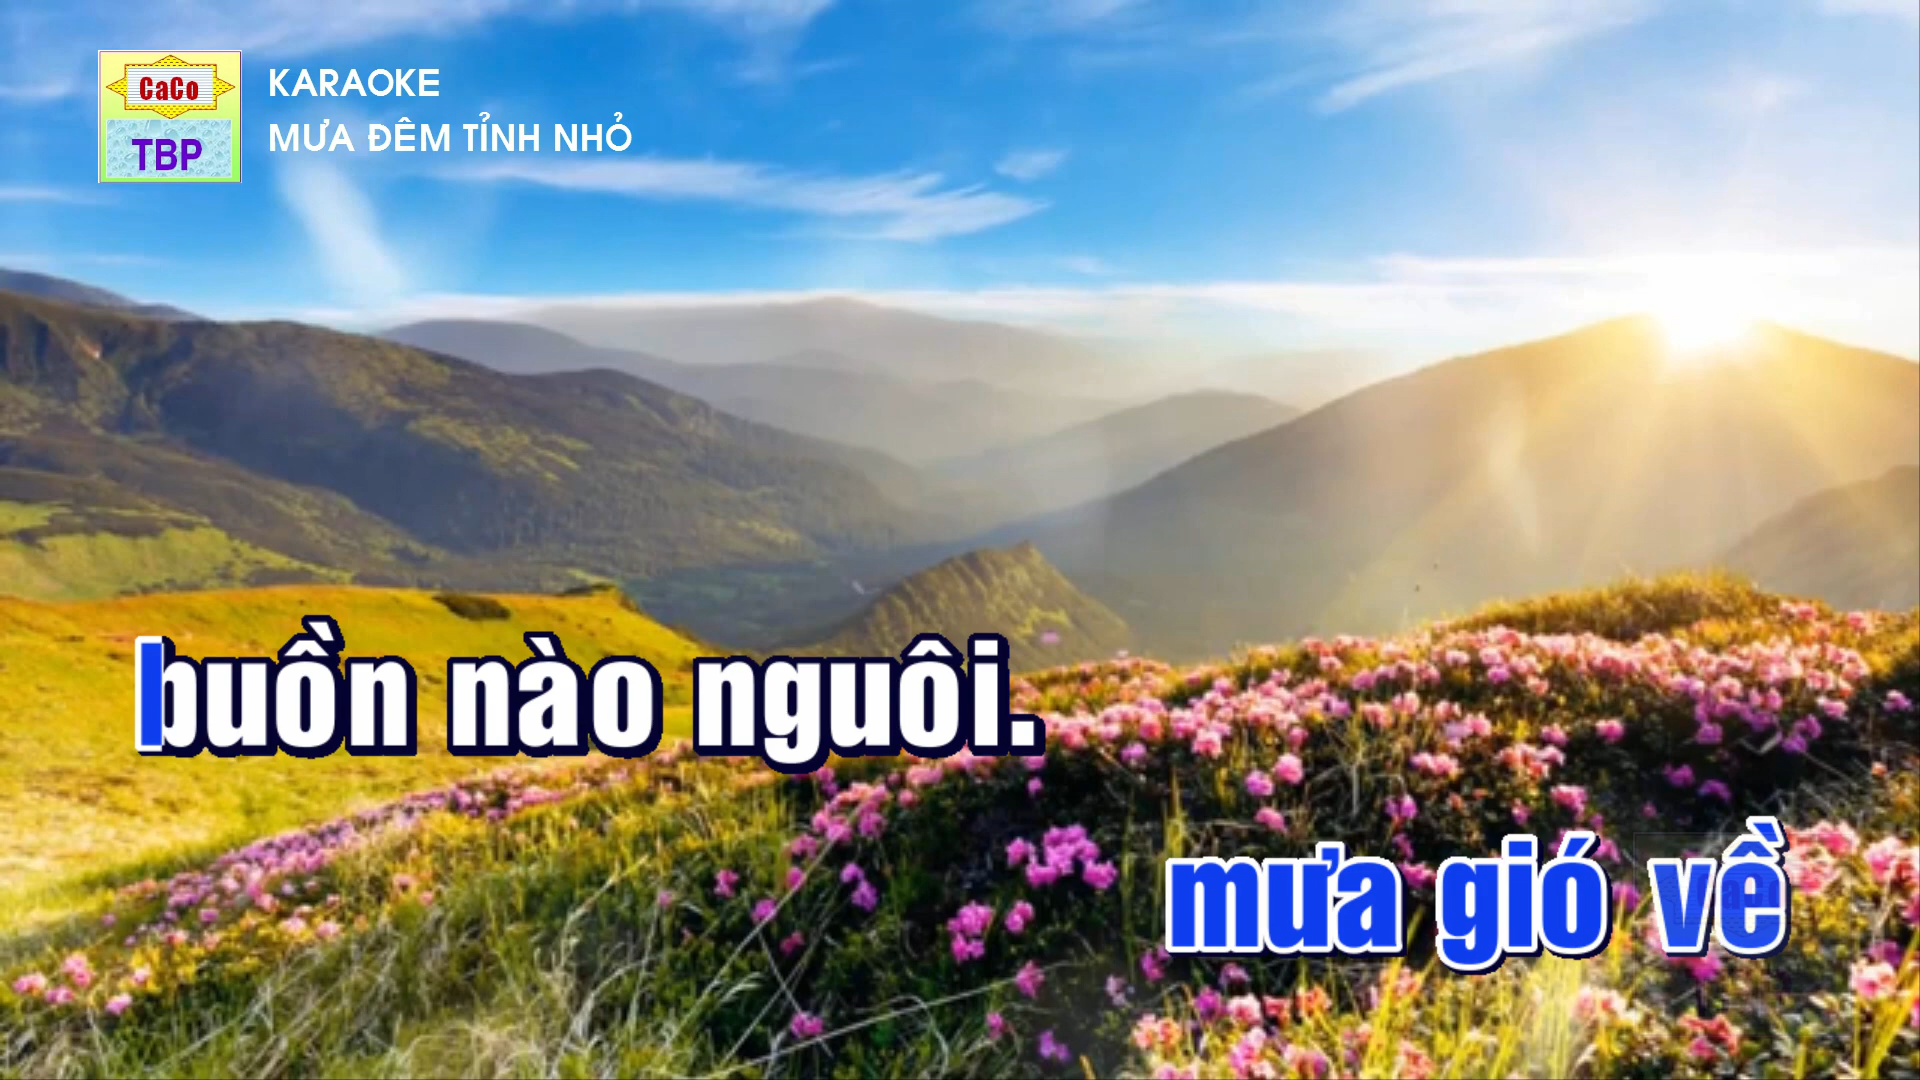 CaCo
TBP
KARAOKE
MƯA ĐÊM TỈNH NHỎ
buồn nào nguôi.
mưa gió về